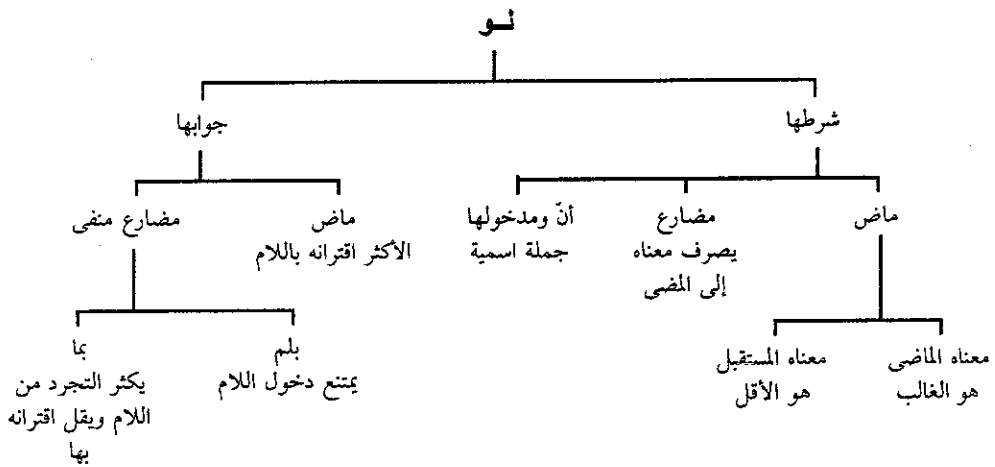 لــو
شرطها
جوابها
ماض
مضارع
يصرف معناه
إلى المضى
أنّ ومدخولها
جملة اسمية
ماض
الأكثر اقترانه باللام
مضارع منفى
معناه الماضى
هو الغالب
معناه المستقبل
هو الأقل
بلم
يمتنع دخول اللام
بما
يكثر التجرد من
اللام ويقل اقترانه
بها